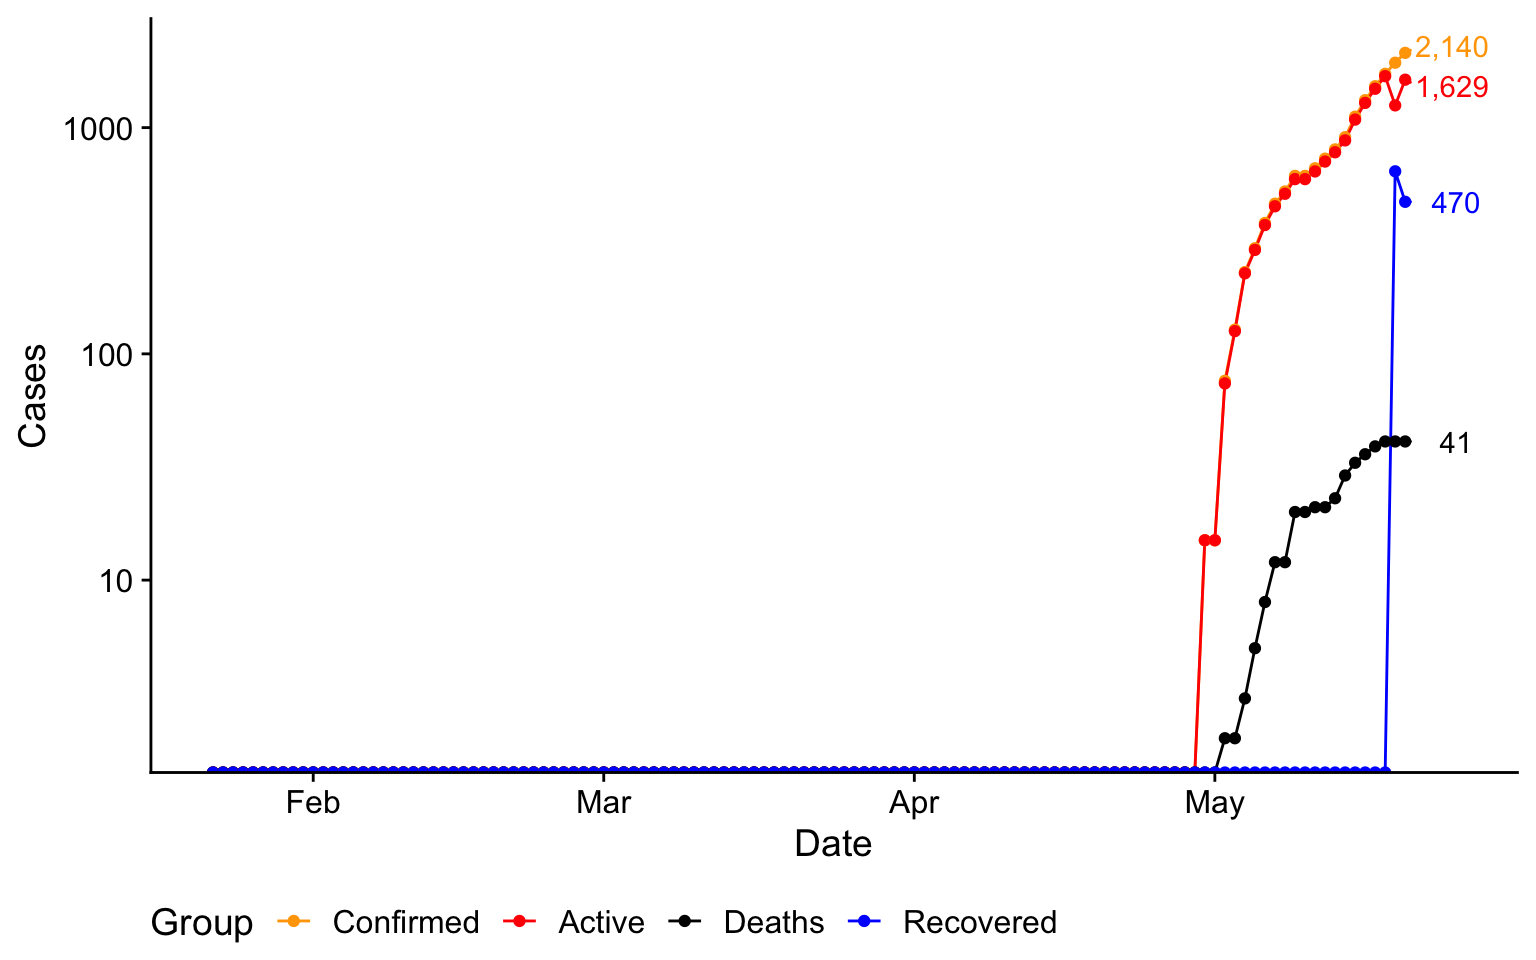 2,140
1,629
1000
470
100
41
10
Cases
Feb Mar Apr May
Date
Group Confirmed Active Deaths Recovered